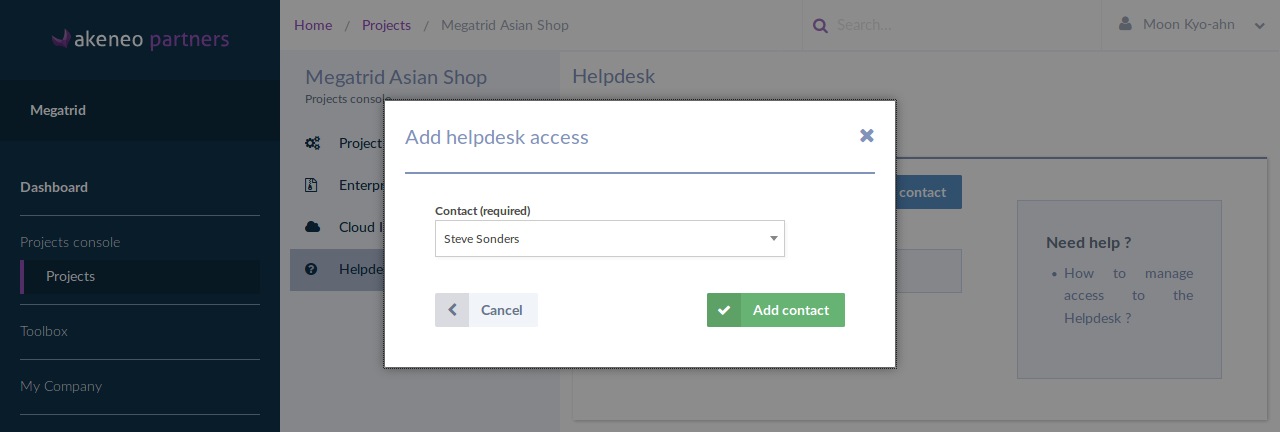 akeneo partners
Megatrid
Dashboard
Projects console
Projects
Toolbox
My Company
Home / Projects / Megatrid Asian Shop
Search...
Moon Kyo-ahn
Megatrid Asian Shop
Projects console
Project
Enterpr
Cloud I
Helpde
Helpdesk
contact
Need help ?
• How to manage
access to the
Helpdesk ?
Add helpdesk access
Contact (required)
Steve Sonders
Cancel
Add contact